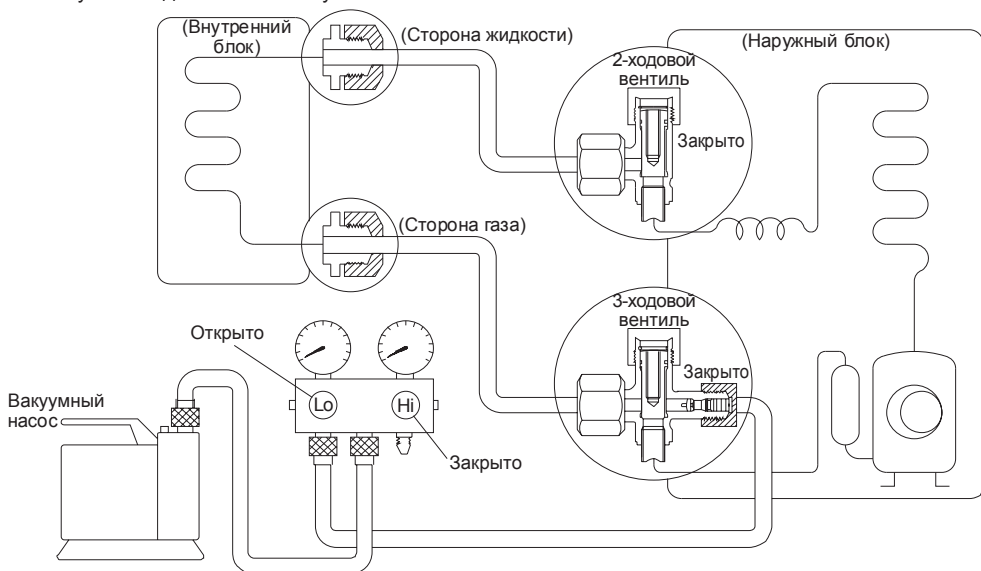 (Внутренний
блок)
(Сторона жидкости)
(Наружный блок)
2-ходовой
вентиль
Закрыто
(Сторона газа)
3-ходовой
вентиль
Закрыто
Открыто
Lo
Hi
Вакуумный
насос
Закрыто